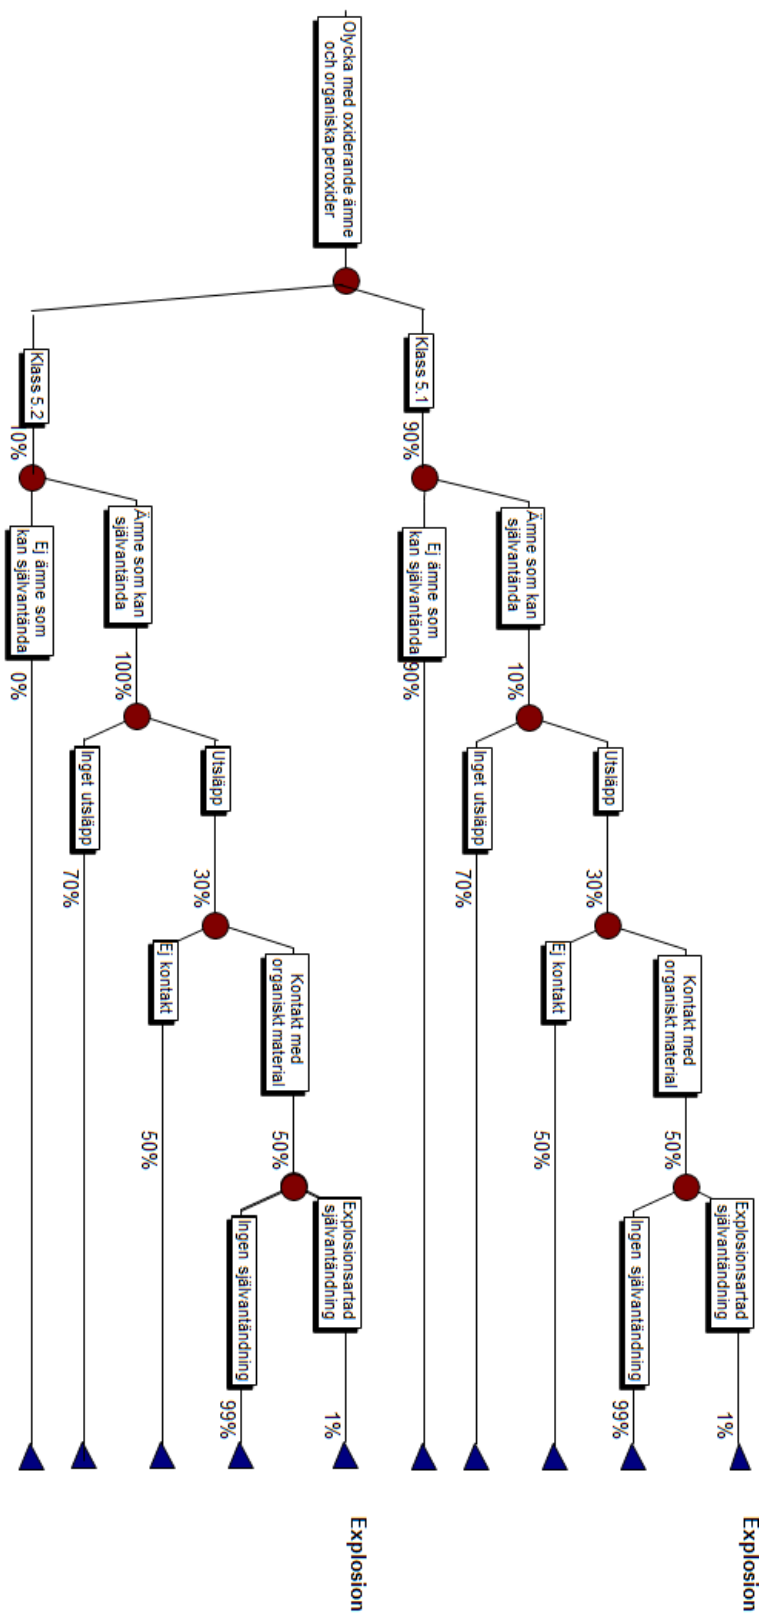 Olycka med oxiderande ämne
och organiska peroxider
Klass 5.1
90%
Ämne som kan
självantända
10%
Utsläpp
30%
Kontakt med
organiskt material
50%
Explosionsartad
självantändning
1%
Explosion
Ingen självantändning
99%
Ej kontakt
50%
Inget utsläpp
70%
Ej ämne som
kan självantända
90%
Klass 5.2
10%
Ämne som kan
självantända
100%
Utsläpp
30%
Kontakt med
organiskt material
50%
Explosionsartad
självantändning
1%
Explosion
Ingen självantändning
99%
Ej kontakt
50%
Inget utsläpp
70%
Ej ämne som
kan självantända
0%